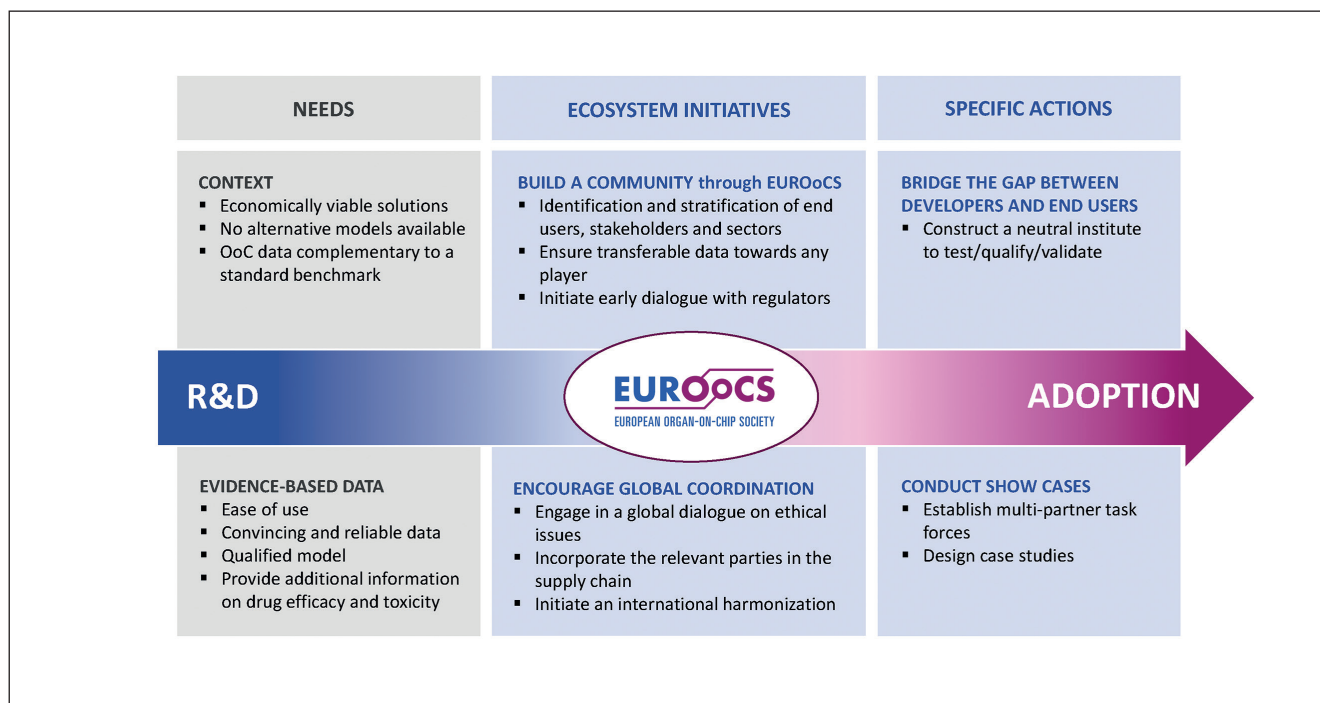 NEEDS
ECOSYSTEM INITIATIVES
SPECIFIC ACTIONS
CONTEXT
▪ Economically viable solutions
▪ No alternative models available
▪ OoC data complementary to a
standard benchmark
BUILD A COMMUNITY through EUROoCS
▪ Identification and stratification of end
users, stakeholders and sectors
▪ Ensure transferable data towards any
player
▪ Initiate early dialogue with regulators
BRIDGE THE GAP BETWEEN
DEVELOPERS AND END USERS
▪ Construct a neutral institute
to test/qualify/validate
R&D
EUROoCS
EUROPEAN ORGAN-ON-CHIP SOCIETY
ADOPTION
EVIDENCE-BASED DATA
▪ Ease of use
▪ Convincing and reliable data
▪ Qualified model
▪ Provide additional information
on drug efficacy and toxicity
ENCOURAGE GLOBAL COORDINATION
▪ Engage in a global dialogue on ethical
issues
▪ Incorporate the relevant parties in the
supply chain
▪ Initiate an international harmonization
CONDUCT SHOW CASES
▪ Establish multi-partner task
forces
▪ Design case studies